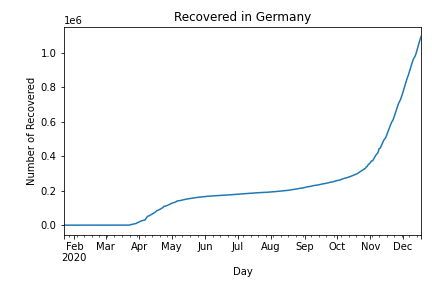 Recovered in Germany
1e6
1.0
0.8
0.6
0.4
0.2
0.0
Number of Recovered
Feb Mar Apr May Jun Jul Aug Sep Oct Nov Dec
2020
Day